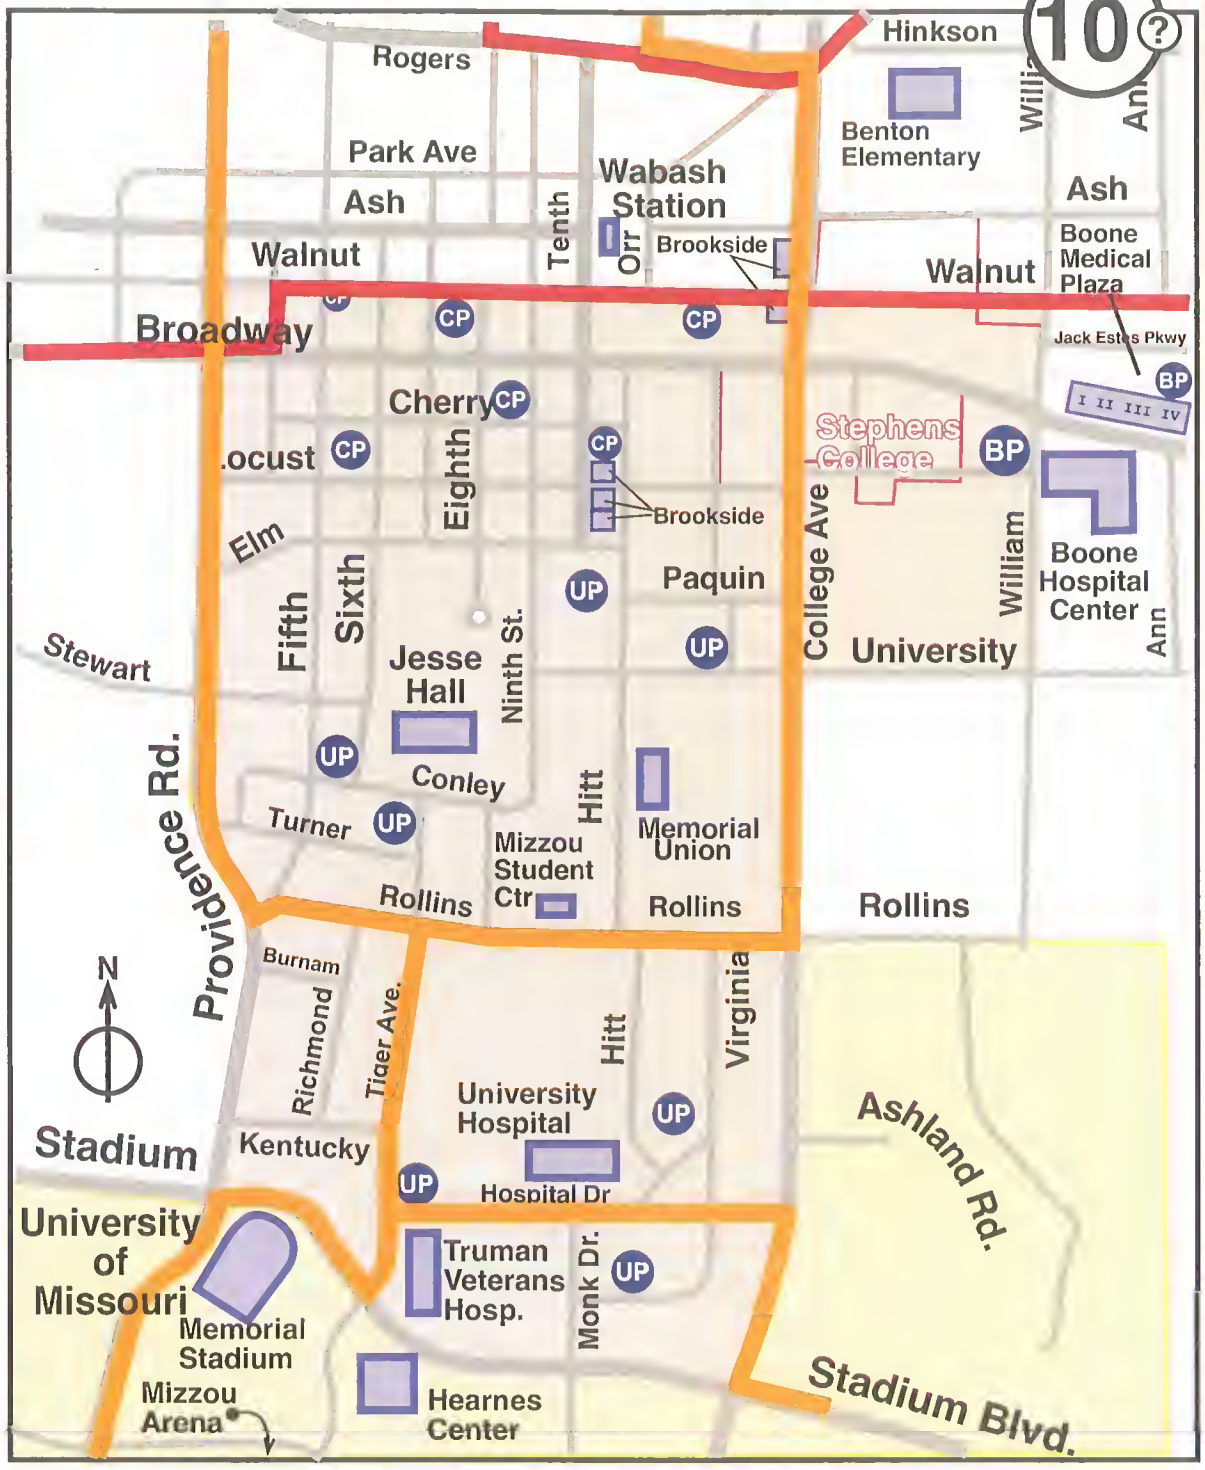 10
?
Hinkson
Rogers
Benton
Elementary
Park Ave
Wabash
Station
Ash
Ash
Tenth
Orr
Brookside
Boone
Medical
Plaza
Walnut
Walnut
CP
CP
CP
Broadway
Jack Estes Pkwy
BP
I II III IV
Cherry
CP
Stephens
College
CP
CP
BP
Eighth
Brookside
Elm
College Ave
William
Boone
Hospital
Center
Ann
Paquin
UP
Fifth
Sixth
Ninth St.
UP
University
Stewart
Jesse
Hall
UP
Conley
Hitt
Turner
UP
Mizzou
Student
Ctr
Memorial
Union
Providence Rd.
Rollins
Rollins
Rollins
Burnam
N
Richmond
Tiger Ave.
Hitt
Virginia
University
Hospital
UP
Ashland Rd.
Stadium
Kentucky
UP
Hospital Dr
University
of
Missouri
Truman
Veterans
Hosp.
Monk Dr.
UP
Memorial
Stadium
Mizzou
Arena
Hearnes
Center
Stadium Blvd.